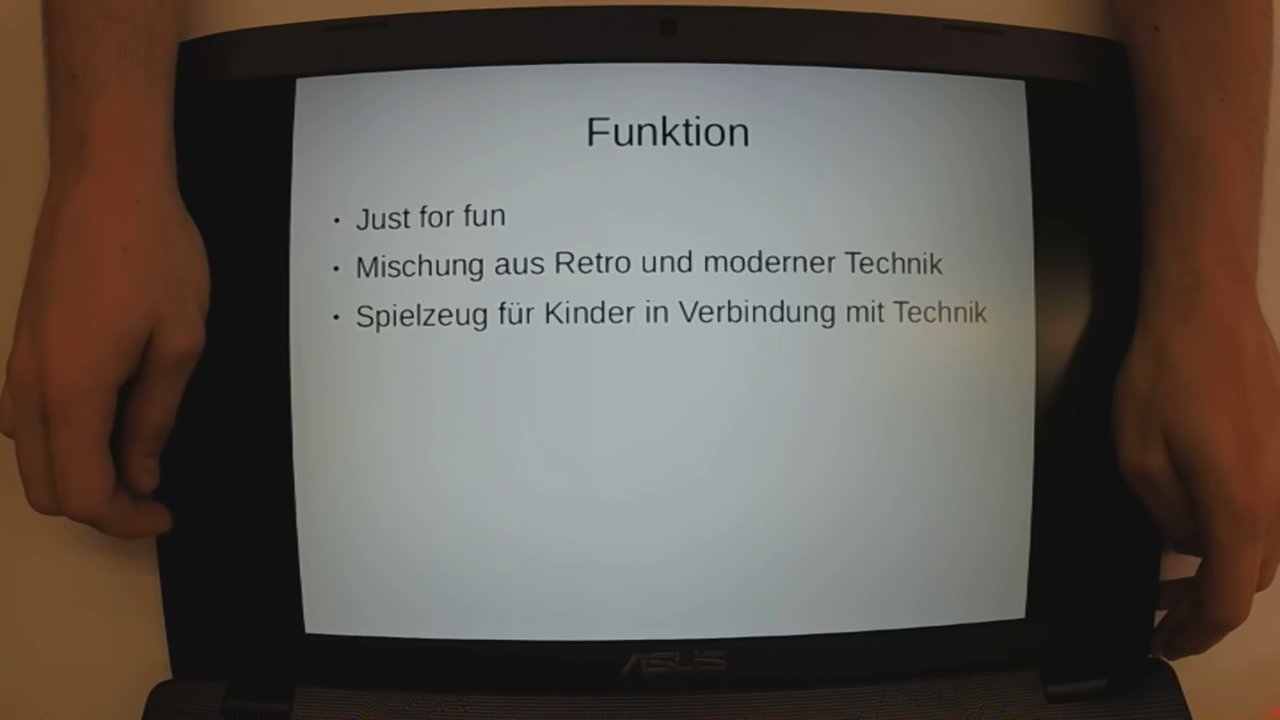 Funktion
• Just for fun
• Mischung aus Retro und moderner Technik
• Spielzeug für Kinder in Verbindung mit Technik
ASUS